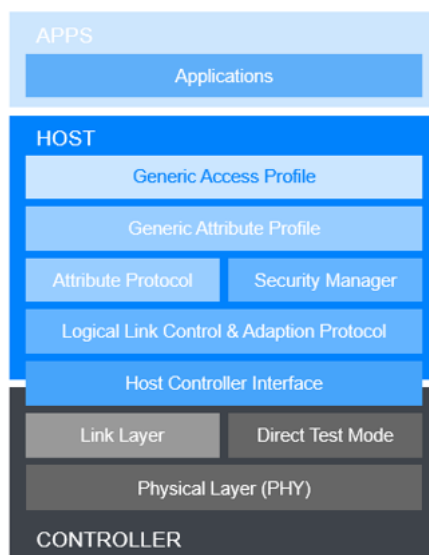 APPS
Applications
HOST
Generic Access Profile
Generic Attribute Profile
Attribute Protocol
Security Manager
Logical Link Control & Adaption Protocol
Host Controller Interface
Link Layer
Direct Test Mode
Physical Layer (PHY)
CONTROLLER